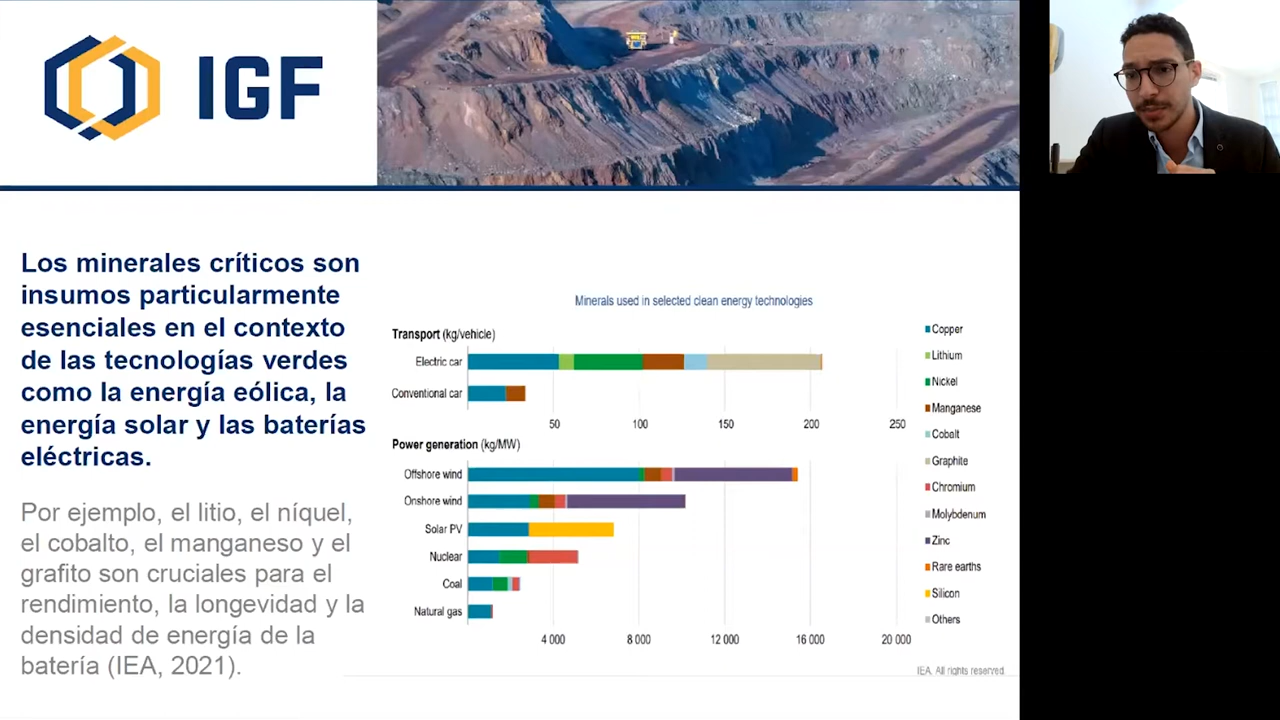 IGF
Los minerales críticos son
insumos particularmente
esenciales en el contexto
de las tecnologías verdes
como la energía eólica, la
energía solar y las baterías
eléctricas.
Por ejemplo, el litio, el níquel,
el cobalto, el manganeso y el
grafito son cruciales para el
rendimiento, la longevidad y la
densidad de energía de la
batería (IEA, 2021).
Minerals used in selected clean energy technologies
Transport (kg/vehicle)
Electric car
Conventional car
50 100 150 200 250
Power generation (kg/MW)
Offshore wind
Onshore wind
Solar PV
Nuclear
Coal
Natural gas
4 000 8 000 12 000 16 000 20 000
Copper
Lithium
Nickel
Manganese
Cobalt
Graphite
Chromium
Molybdenum
Zinc
Rare earths
Silicon
Others
IEA. All rights reserved.